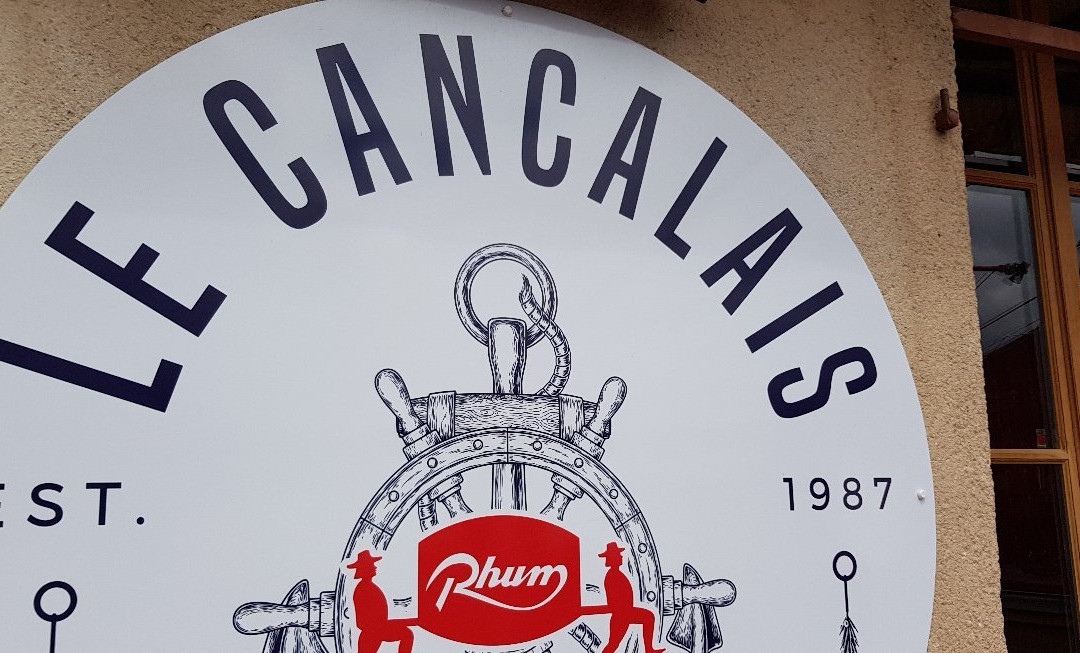 LE CANCALAIS
EST. 1987
Rhum